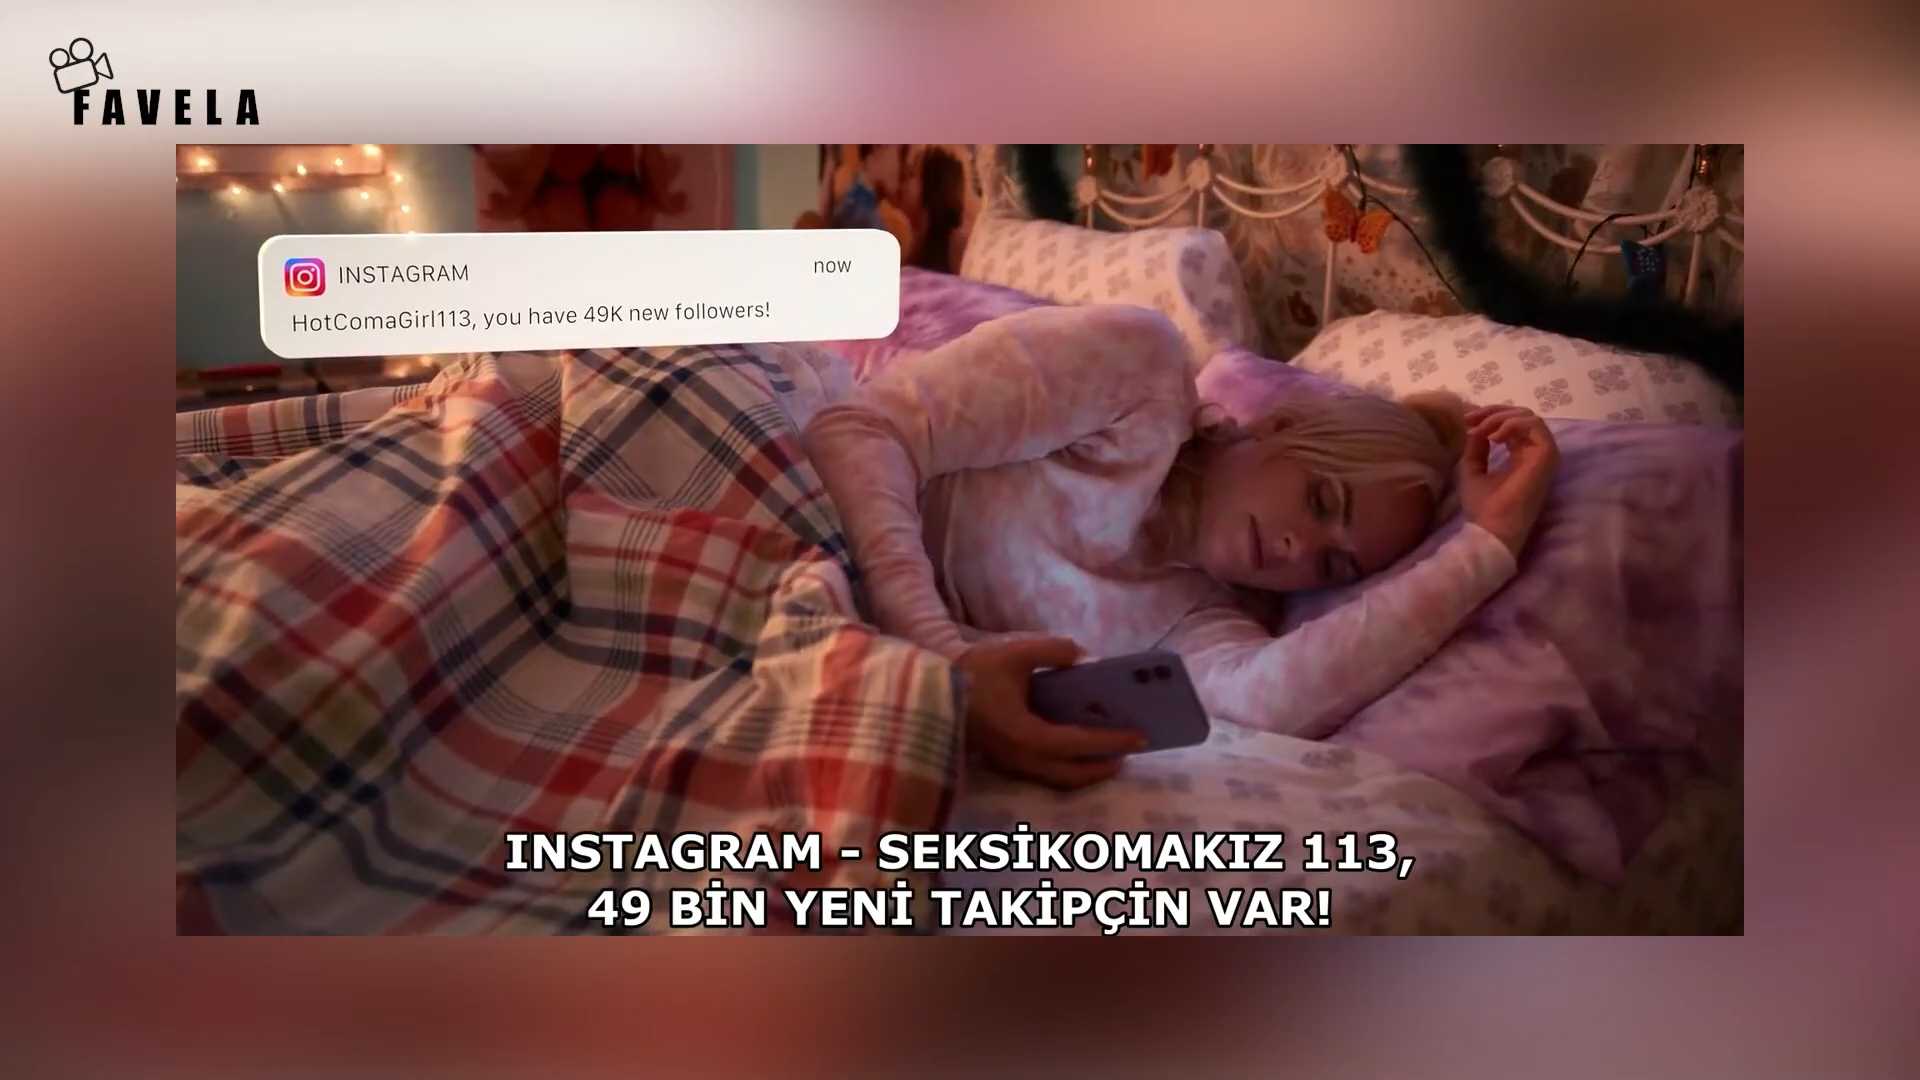 FAVELA
INSTAGRAM
now
HotComaGirl113, you have 49K new followers!
INSTAGRAM - SEKSİKOMAKIZ 113,
49 BİN YENİ TAKİPÇİN VAR!